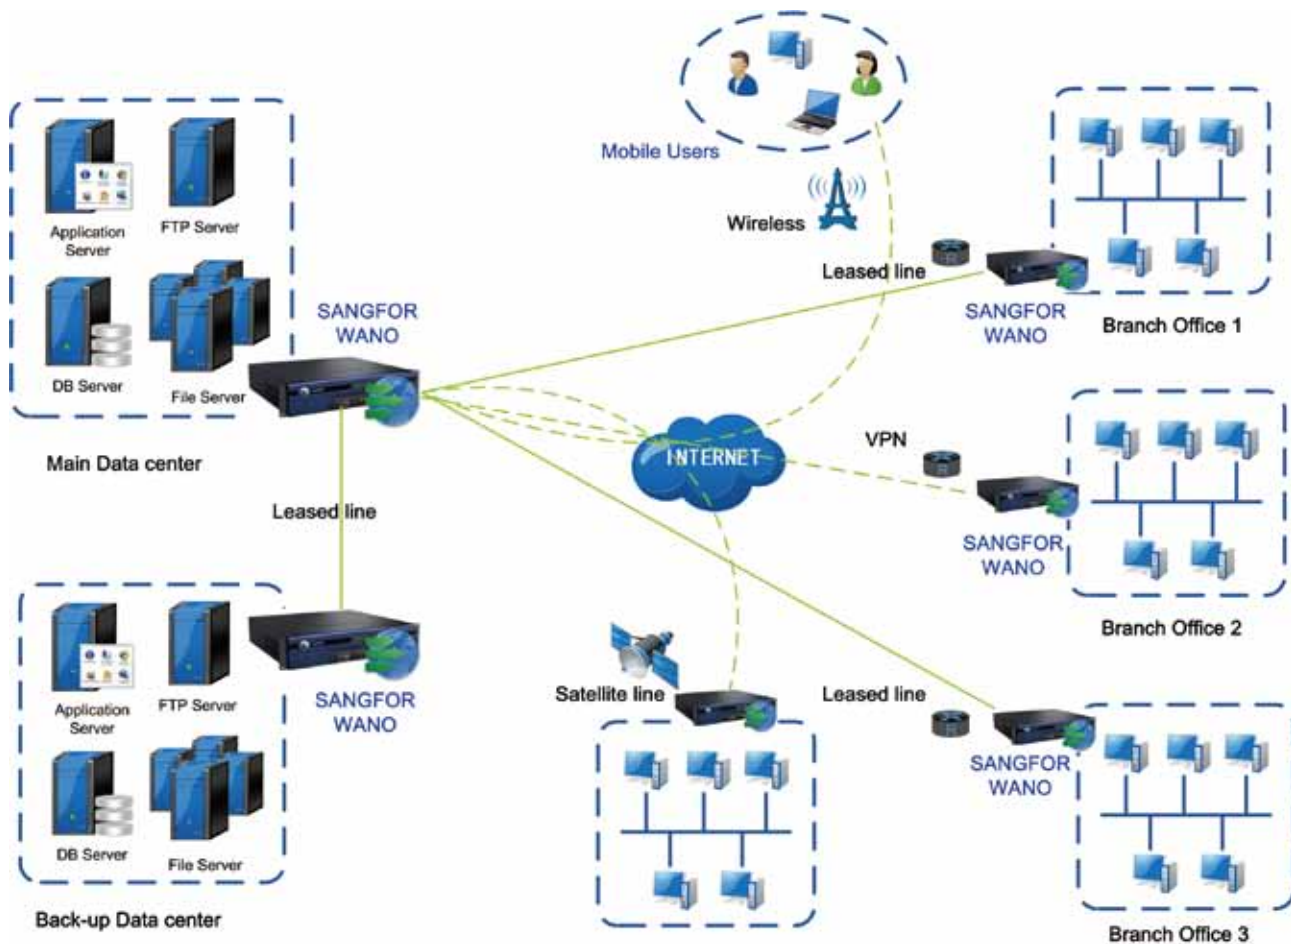 Mobile Users
Wireless
Application
Server
FTP Server
DB Server
File Server
SANGFOR
WANO
Main Data center
Leased line
SANGFOR
WANO
Branch Office 1
INTERNET
VPN
SANGFOR
WANO
Branch Office 2
Leased line
Application
Server
FTP Server
DB Server
File Server
SANGFOR
WANO
Back-up Data center
Satellite line
Leased line
SANGFOR
WANO
Branch Office 3